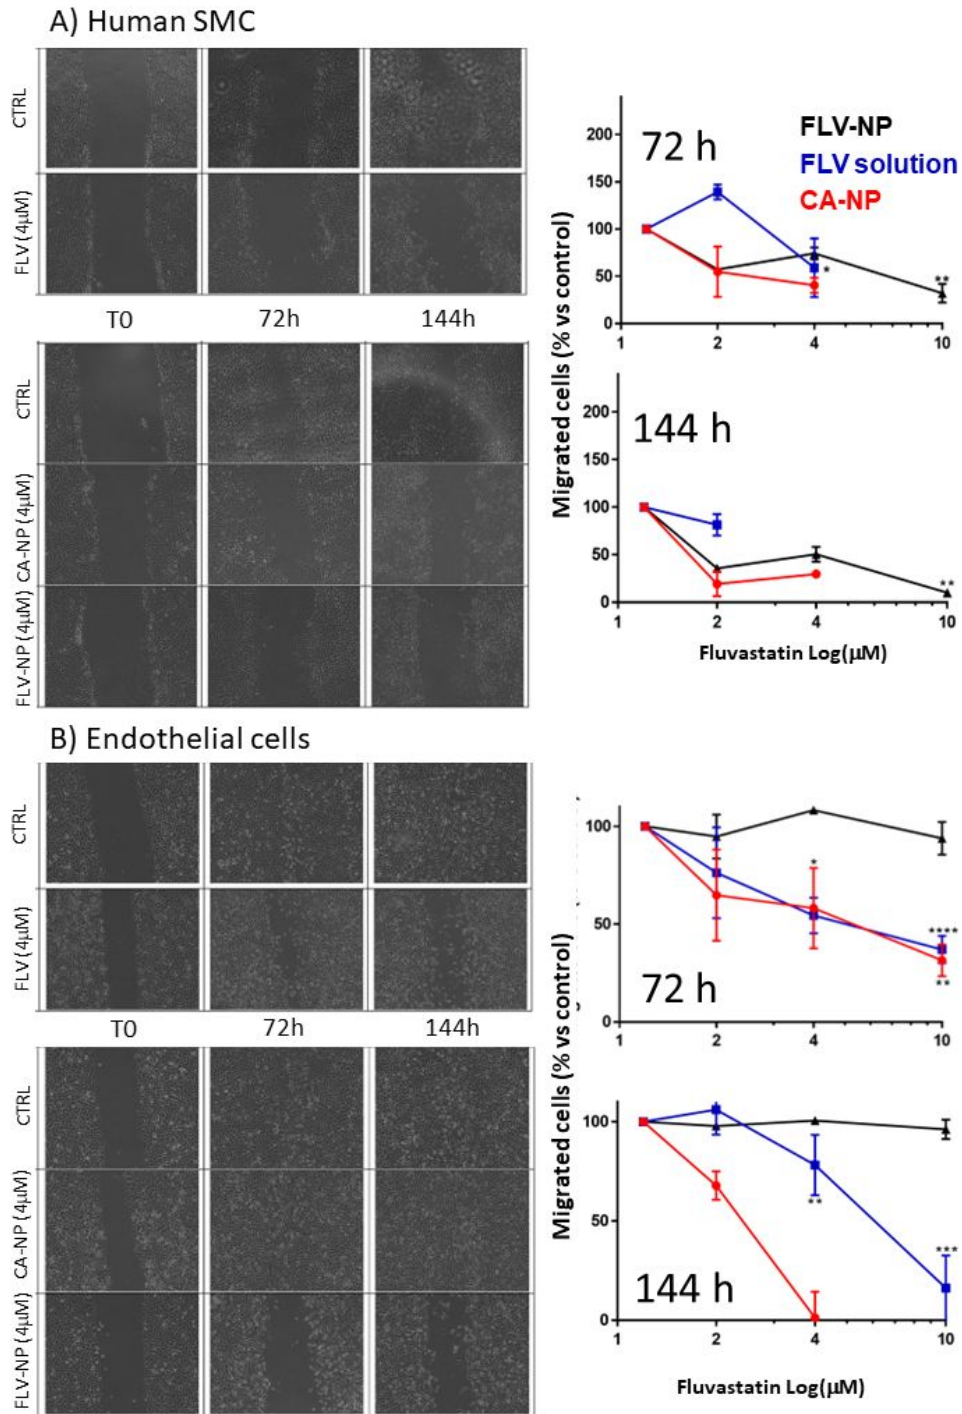 A) Human SMC
CTRL
FLV (4µM)
T0 72h 144h
CTRL
CA-NP (4µM)
FLV-NP (4µM)
Migrated cells (% vs control)
72 h
FLV-NP
FLV solution
CA-NP
200
150
100
50
0
1 2 4 10
*
**
144 h
200
150
100
50
0
1 2 4 10
**
Fluvastatin Log(µM)
B) Endothelial cells
CTRL
FLV (4µM)
T0 72h 144h
CTRL
CA-NP (4µM)
FLV-NP (4µM)
Migrated cells (% vs control)
100
50
0
72 h
*
****
**
1 2 4 10
100
50
0
144 h
**
***
1 2 4 10
Fluvastatin Log(µM)